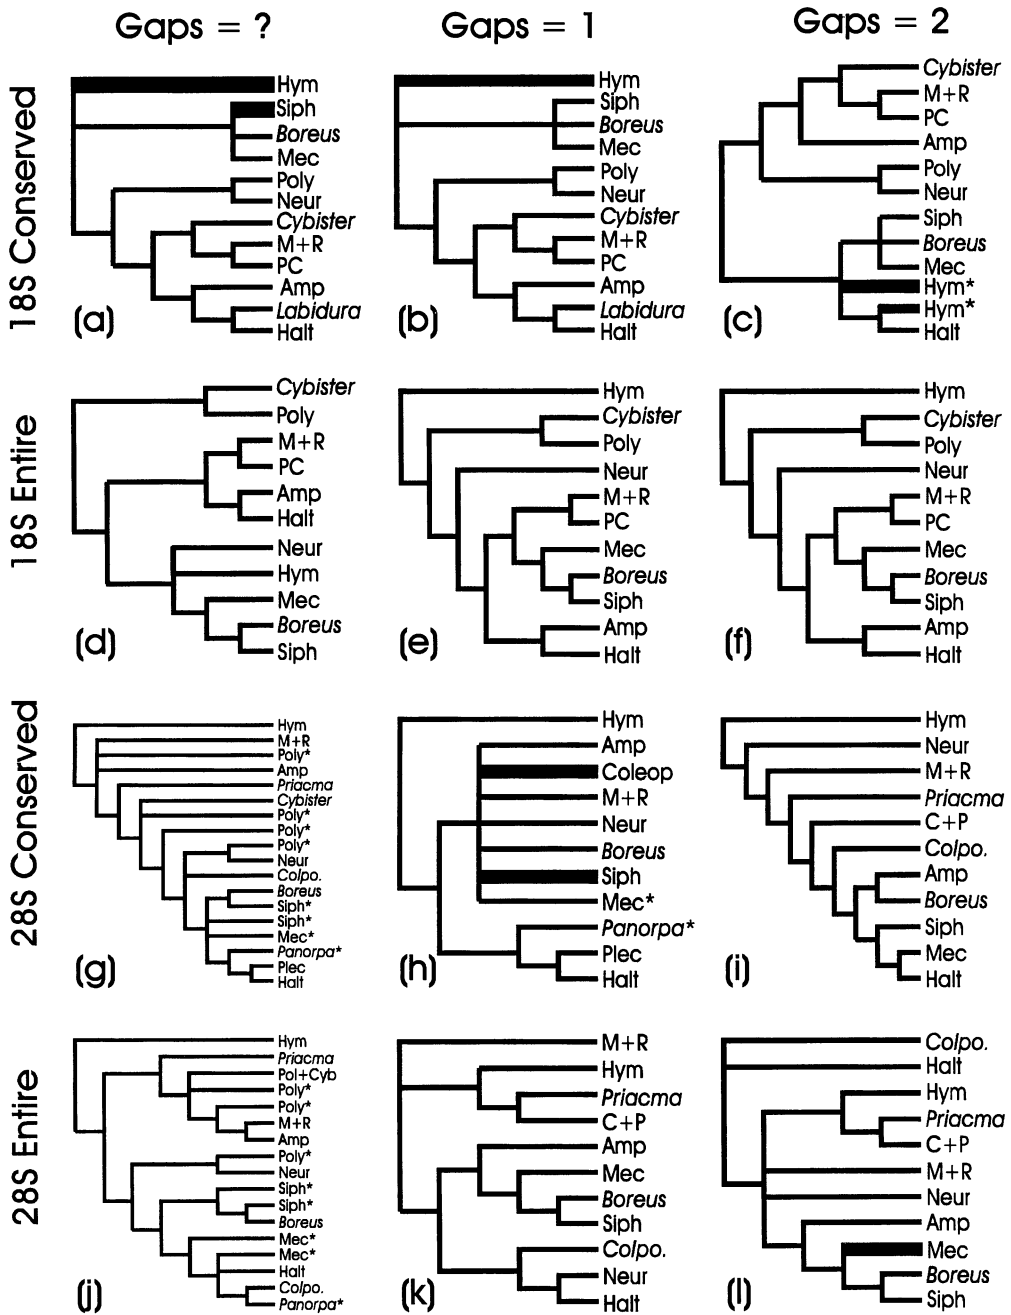 Gaps = ?
Gaps = 1
Gaps = 2
18S Conserved
Hym
Siph
Boreus
Mec
Poly
Neur
Cybister
M+R
PC
Amp
Labidura
Halt
(a)
Hym
Siph
Boreus
Mec
Poly
Neur
Cybister
M+R
PC
Amp
Labidura
Halt
(b)
Cybister
M+R
PC
Amp
Poly
Neur
Siph
Boreus
Mec
Hym*
Hym*
Halt
(c)
18S Entire
Cybister
Poly
M+R
PC
Amp
Halt
Neur
Hym
Mec
Boreus
Siph
(d)
Hym
Cybister
Poly
Neur
M+R
PC
Mec
Boreus
Siph
Amp
Halt
(e)
Hym
Cybister
Poly
Neur
M+R
PC
Mec
Boreus
Siph
Amp
Halt
(f)
28S Conserved
Hym
M+R
Poly*
Amp
Priacma
Cybister
Poly*
Poly*
Poly*
Neur
Colpo.
Boreus
Siph*
Siph*
Mec*
Panorpa*
Plec
Halt
(g)
Hym
Amp
Coleop
M+R
Neur
Boreus
Siph
Mec*
Panorpa*
Plec
Halt
(h)
Hym
Neur
M+R
Priacma
C+P
Colpo.
Amp
Boreus
Siph
Mec
Halt
(i)
28S Entire
Hym
Priacma
Pol+Cyb
Poly*
Poly*
M+R
Amp
Poly*
Neur
Siph*
Siph*
Boreus
Mec*
Mec*
Halt
Colpo.
Panorpa*
(j)
M+R
Hym
Priacma
C+P
Amp
Mec
Boreus
Siph
Colpo.
Neur
Halt
(k)
Colpo.
Halt
Hym
Priacma
C+P
M+R
Neur
Amp
Mec
Boreus
Siph
(l)